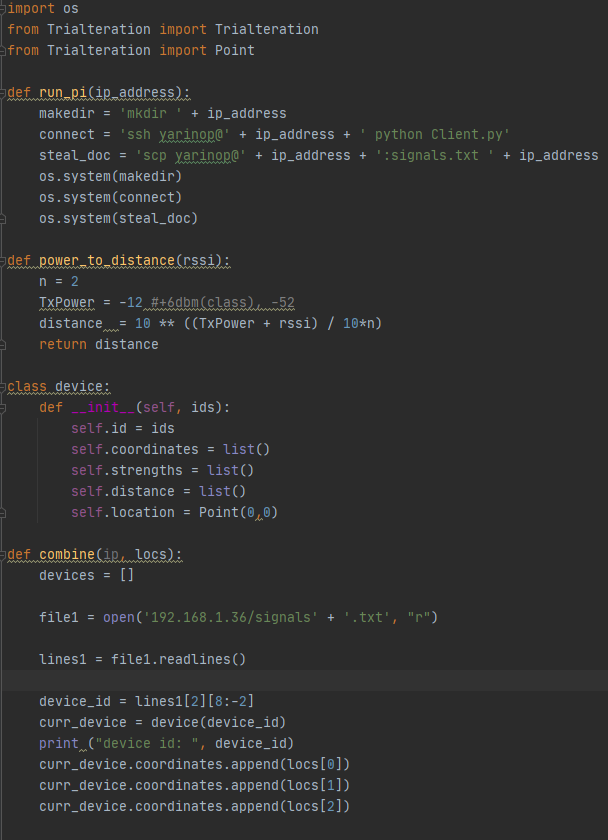 import os
from Trialteration import Trialteration
from Trialteration import Point
def run_pi(ip_address):
    makedir = 'mkdir ' + ip_address
    connect = 'ssh yarinop@' + ip_address + ' python Client.py'
    steal_doc = 'scp yarinop@' + ip_address + ':signals.txt ' + ip_address
    os.system(makedir)
    os.system(connect)
    os.system(steal_doc)
def power_to_distance(rssi):
    n = 2
    TxPower = -12 #+6dbm(class), -52
    distance  = 10 ** ((TxPower + rssi) / 10*n)
    return distance
class device:
    def __init__(self, ids):
        self.id = ids
        self.coordinates = list()
        self.strengths = list()
        self.distance = list()
        self.location = Point(0,0)
def combine(ip, locs):
    devices = []
    file1 = open('192.168.1.36/signals' + '.txt', "r")
    lines1 = file1.readlines()
    device_id = lines1[2][8:-2]
    curr_device = device(device_id)
    print ("device id: ", device_id)
    curr_device.coordinates.append(locs[0])
    curr_device.coordinates.append(locs[1])
    curr_device.coordinates.append(locs[2])